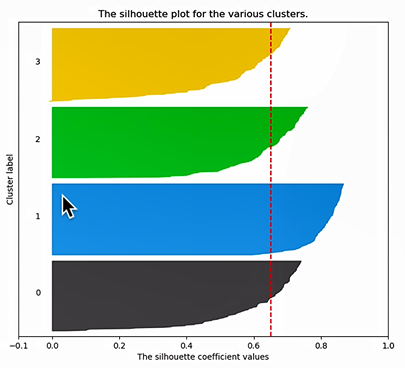 The silhouette plot for the various clusters.
3
2
1
0
Cluster label
−0.1 0.0 0.2 0.4 0.6 0.8 1.0
The silhouette coefficient values